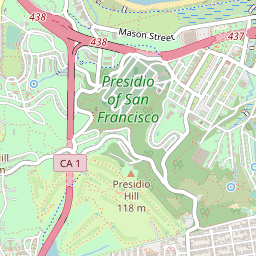 438
Mason Street
438
437
Presidio
of San
Francisco
Hill
CA 1
Presidio
Hill
118 m